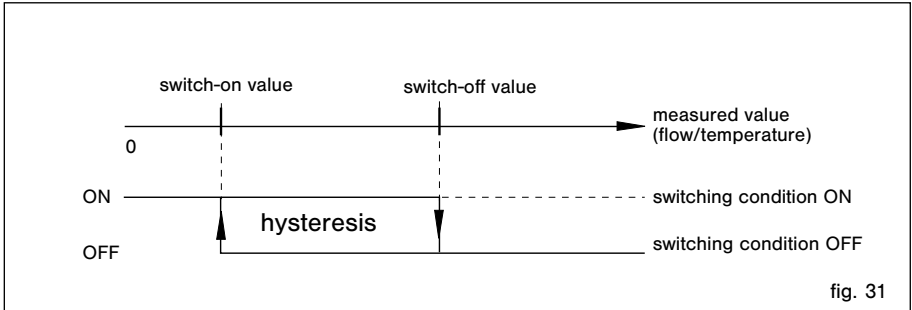 switch-on value
switch-off value
measured value
(flow/temperature)
0
ON
switching condition ON
hysteresis
OFF
switching condition OFF
fig. 31